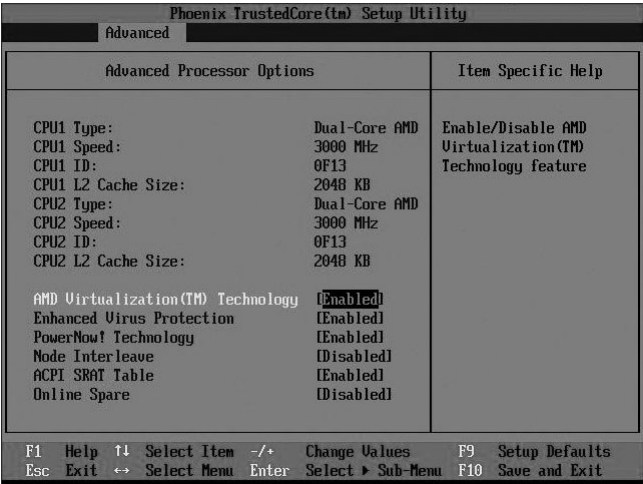 Phoenix TrustedCore(tm) Setup Utility
Advanced
Advanced Processor Options
Item Specific Help
CPU1 Type: Dual-Core AMD
CPU1 Speed: 3000 MHz
CPU1 ID: 0F13
CPU1 L2 Cache Size: 2048 KB
CPU2 Type: Dual-Core AMD
CPU2 Speed: 3000 MHz
CPU2 ID: 0F13
CPU2 L2 Cache Size: 2048 KB
AMD Virtualization(TM) Technology [Enabled]
Enhanced Virus Protection [Enabled]
PowerNow! Technology [Enabled]
Node Interleave [Disabled]
ACPI SRAT Table [Enabled]
Online Spare [Disabled]
Enable/Disable AMD
Virtualization(TM)
Technology feature
F1 Help ↑↓ Select Item -/+ Change Values F9 Setup Defaults
Esc Exit ↔ Select Menu Enter Select ▶ Sub-Menu F10 Save and Exit